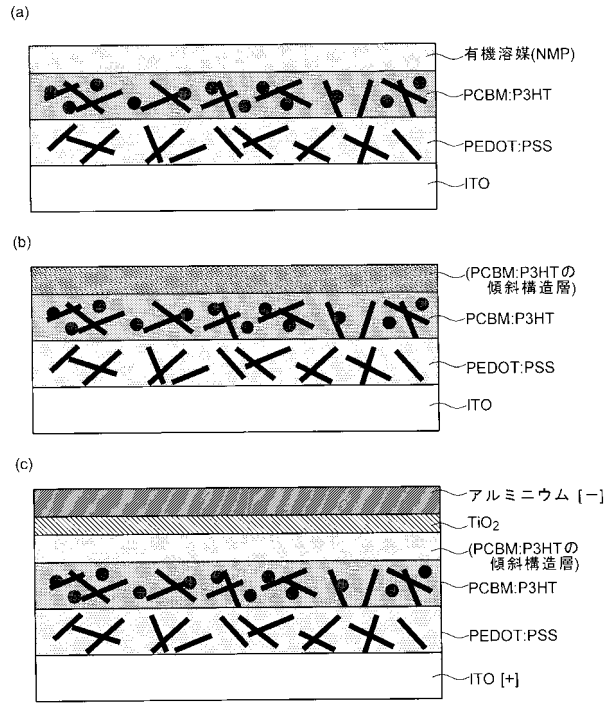 (a)
有機溶媒(NMP)
PCBM:P3HT
PEDOT:PSS
ITO
(b)
(PCBM:P3HTの
傾斜構造層)
PCBM:P3HT
PEDOT:PSS
ITO
(c)
アルミニウム [−]
TiO2
(PCBM:P3HTの
傾斜構造層)
PCBM:P3HT
PEDOT:PSS
ITO [+]